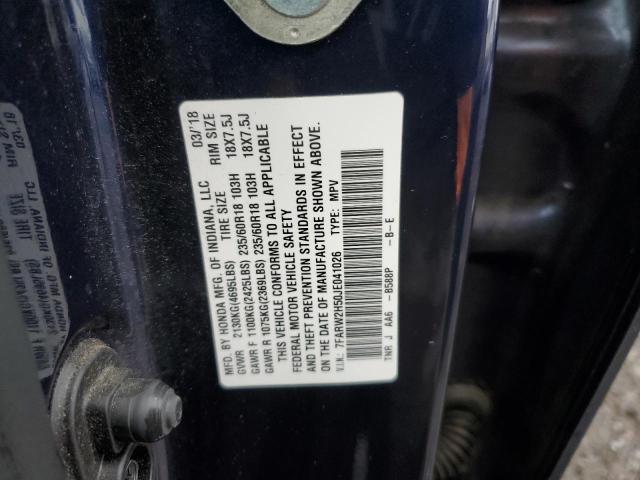 MFD. BY HONDA MFG. OF INDIANA, LLC 03/'18
TIRE SIZE RIM SIZE
GVWR 2130KG(4695LBS)
GAWR F 1100KG(2425LBS) 235/60R18 103H 18X7.5J
GAWR R 1075KG(2369LBS) 235/60R18 103H 18X7.5J
THIS VEHICLE CONFORMS TO ALL APPLICABLE
FEDERAL MOTOR VEHICLE SAFETY
AND THEFT PREVENTION STANDARDS IN EFFECT
ON THE DATE OF MANUFACTURE SHOWN ABOVE.
V.I.N.: 7FARW2H50JE041026 TYPE: MPV
TNR J AA6 -B588P -B-E